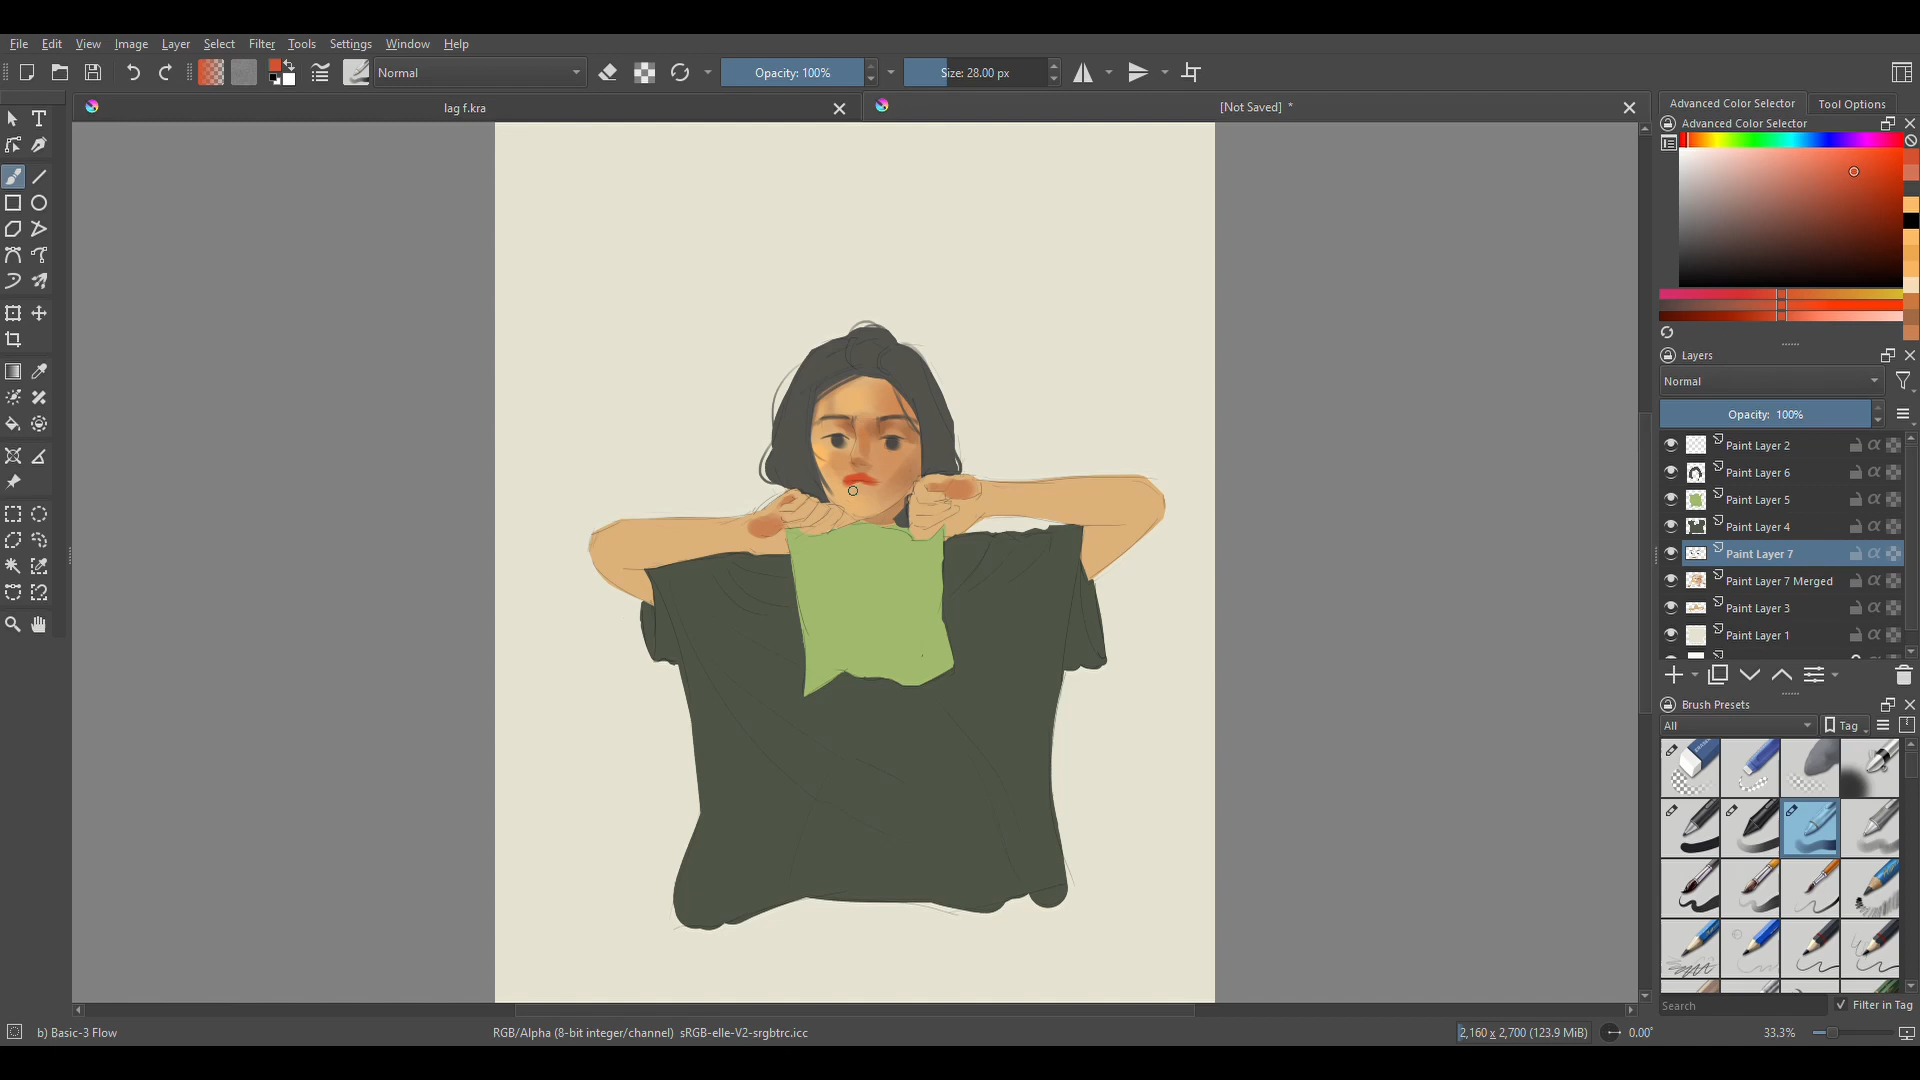 File Edit View Image Layer Select Filter Tools Settings Window Help
Normal
Opacity: 100%
Size: 28.00 px
lag f.kra
[Not Saved] *
Advanced Color Selector
Tool Options
Advanced Color Selector
Layers
Normal
Opacity: 100%
Paint Layer 2
Paint Layer 6
Paint Layer 5
Paint Layer 4
Paint Layer 7
Paint Layer 7 Merged
Paint Layer 3
Paint Layer 1
Brush Presets
All
Tag
Search
Filter in Tag
b) Basic-3 Flow
RGB/Alpha (8-bit integer/channel) sRGB-elle-V2-srgbtrc.icc
2,160 x 2,700 (123.9 MiB)
0.00°
33.3%